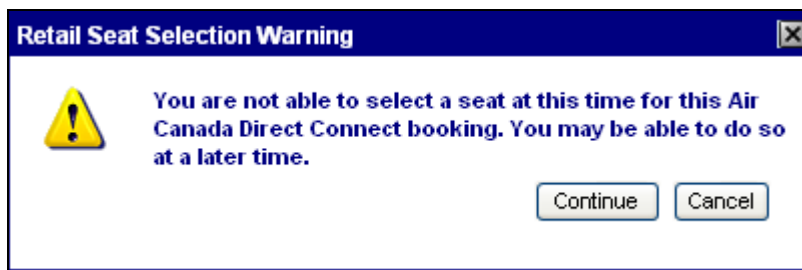 Retail Seat Selection Warning
You are not able to select a seat at this time for this Air
Canada Direct Connect booking. You may be able to do so
at a later time.
Continue Cancel